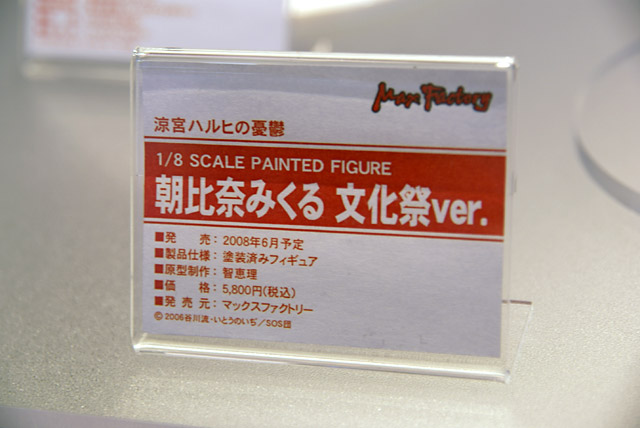 Max Factory
涼宮ハルヒの憂鬱
1/8 SCALE PAINTED FIGURE
朝比奈みくる 文化祭ver.
■発　売：2008年6月予定
■製品仕様：塗装済みフィギュア
■原型制作：智恵理
■価　格：5,800円(税込)
■発売元：マックスファクトリー
©2006谷川流・いとうのいぢ／SOS団